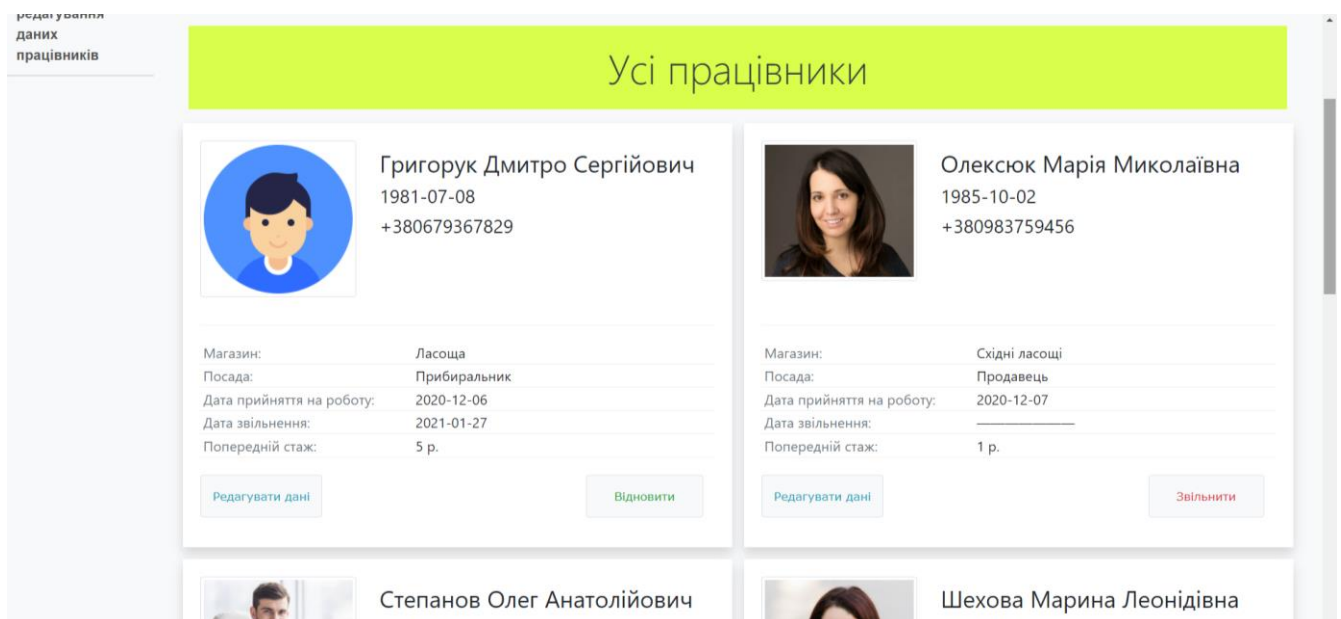 редагування
даних
працівників
Усі працівники
Григорук Дмитро Сергійович
1981-07-08
+380679367829
Магазин: Ласоща
Посада: Прибиральник
Дата прийняття на роботу: 2020-12-06
Дата звільнення: 2021-01-27
Попередній стаж: 5 р.
Редагувати дані Відновити
Олексюк Марія Миколаївна
1985-10-02
+380983759456
Магазин: Східні ласощі
Посада: Продавець
Дата прийняття на роботу: 2020-12-07
Дата звільнення: ———————
Попередній стаж: 1 р.
Редагувати дані Звільнити
Степанов Олег Анатолійович
Шехова Марина Леонідівна